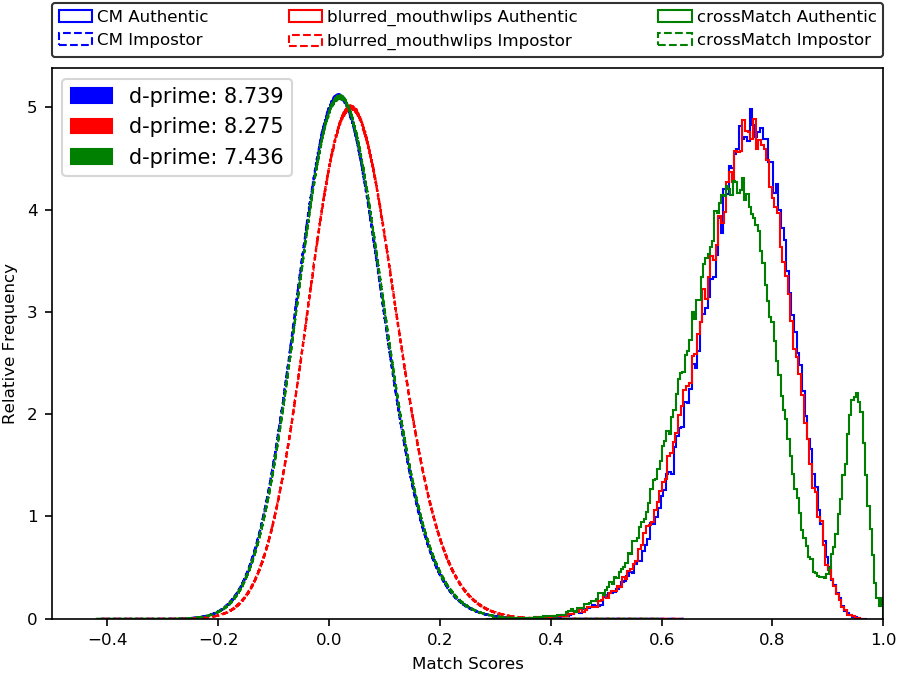 CM Authentic blurred_mouthwlips Authentic crossMatch Authentic
CM Impostor blurred_mouthwlips Impostor crossMatch Impostor
d-prime: 8.739
d-prime: 8.275
d-prime: 7.436
Relative Frequency
5
4
3
2
1
0
−0.4 −0.2 0.0 0.2 0.4 0.6 0.8 1.0
Match Scores